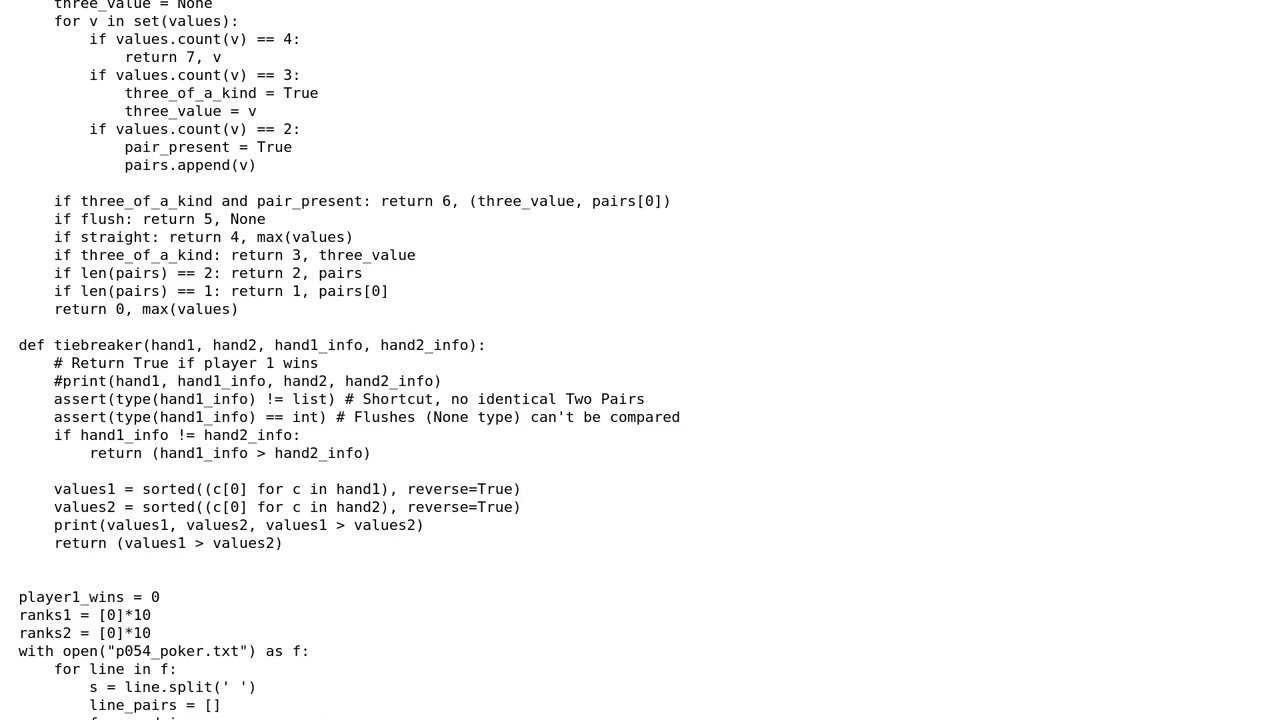 three_value = None
    for v in set(values):
        if values.count(v) == 4:
            return 7, v
        if values.count(v) == 3:
            three_of_a_kind = True
            three_value = v
        if values.count(v) == 2:
            pair_present = True
            pairs.append(v)

    if three_of_a_kind and pair_present: return 6, (three_value, pairs[0])
    if flush: return 5, None
    if straight: return 4, max(values)
    if three_of_a_kind: return 3, three_value
    if len(pairs) == 2: return 2, pairs
    if len(pairs) == 1: return 1, pairs[0]
    return 0, max(values)

def tiebreaker(hand1, hand2, hand1_info, hand2_info):
    # Return True if player 1 wins
    #print(hand1, hand1_info, hand2, hand2_info)
    assert(type(hand1_info) != list) # Shortcut, no identical Two Pairs
    assert(type(hand1_info) == int) # Flushes (None type) can't be compared
    if hand1_info != hand2_info:
        return (hand1_info > hand2_info)

    values1 = sorted((c[0] for c in hand1), reverse=True)
    values2 = sorted((c[0] for c in hand2), reverse=True)
    print(values1, values2, values1 > values2)
    return (values1 > values2)


player1_wins = 0
ranks1 = [0]*10
ranks2 = [0]*10
with open("p054_poker.txt") as f:
    for line in f:
        s = line.split(' ')
        line_pairs = []